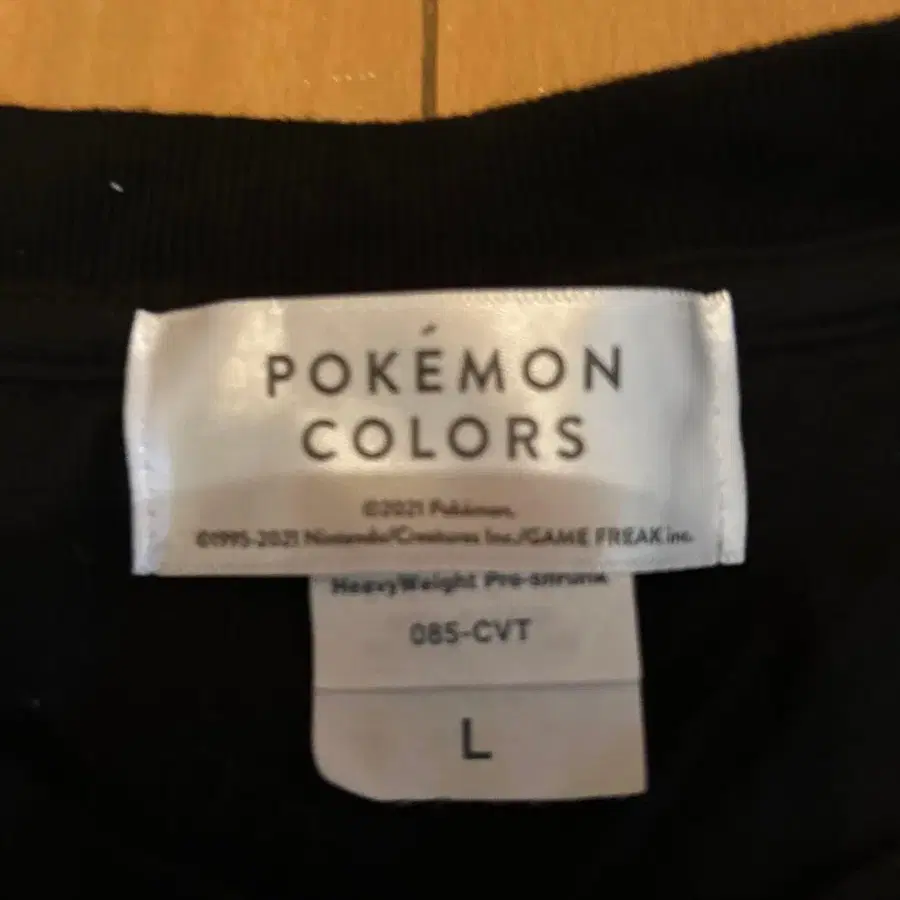 POKÉMON
COLORS
©2021 Pokémon.
©1995-2021 Nintendo/Creatures Inc./GAME FREAK inc.
HeavyWeight Pre-shrunk
085-CVT
L